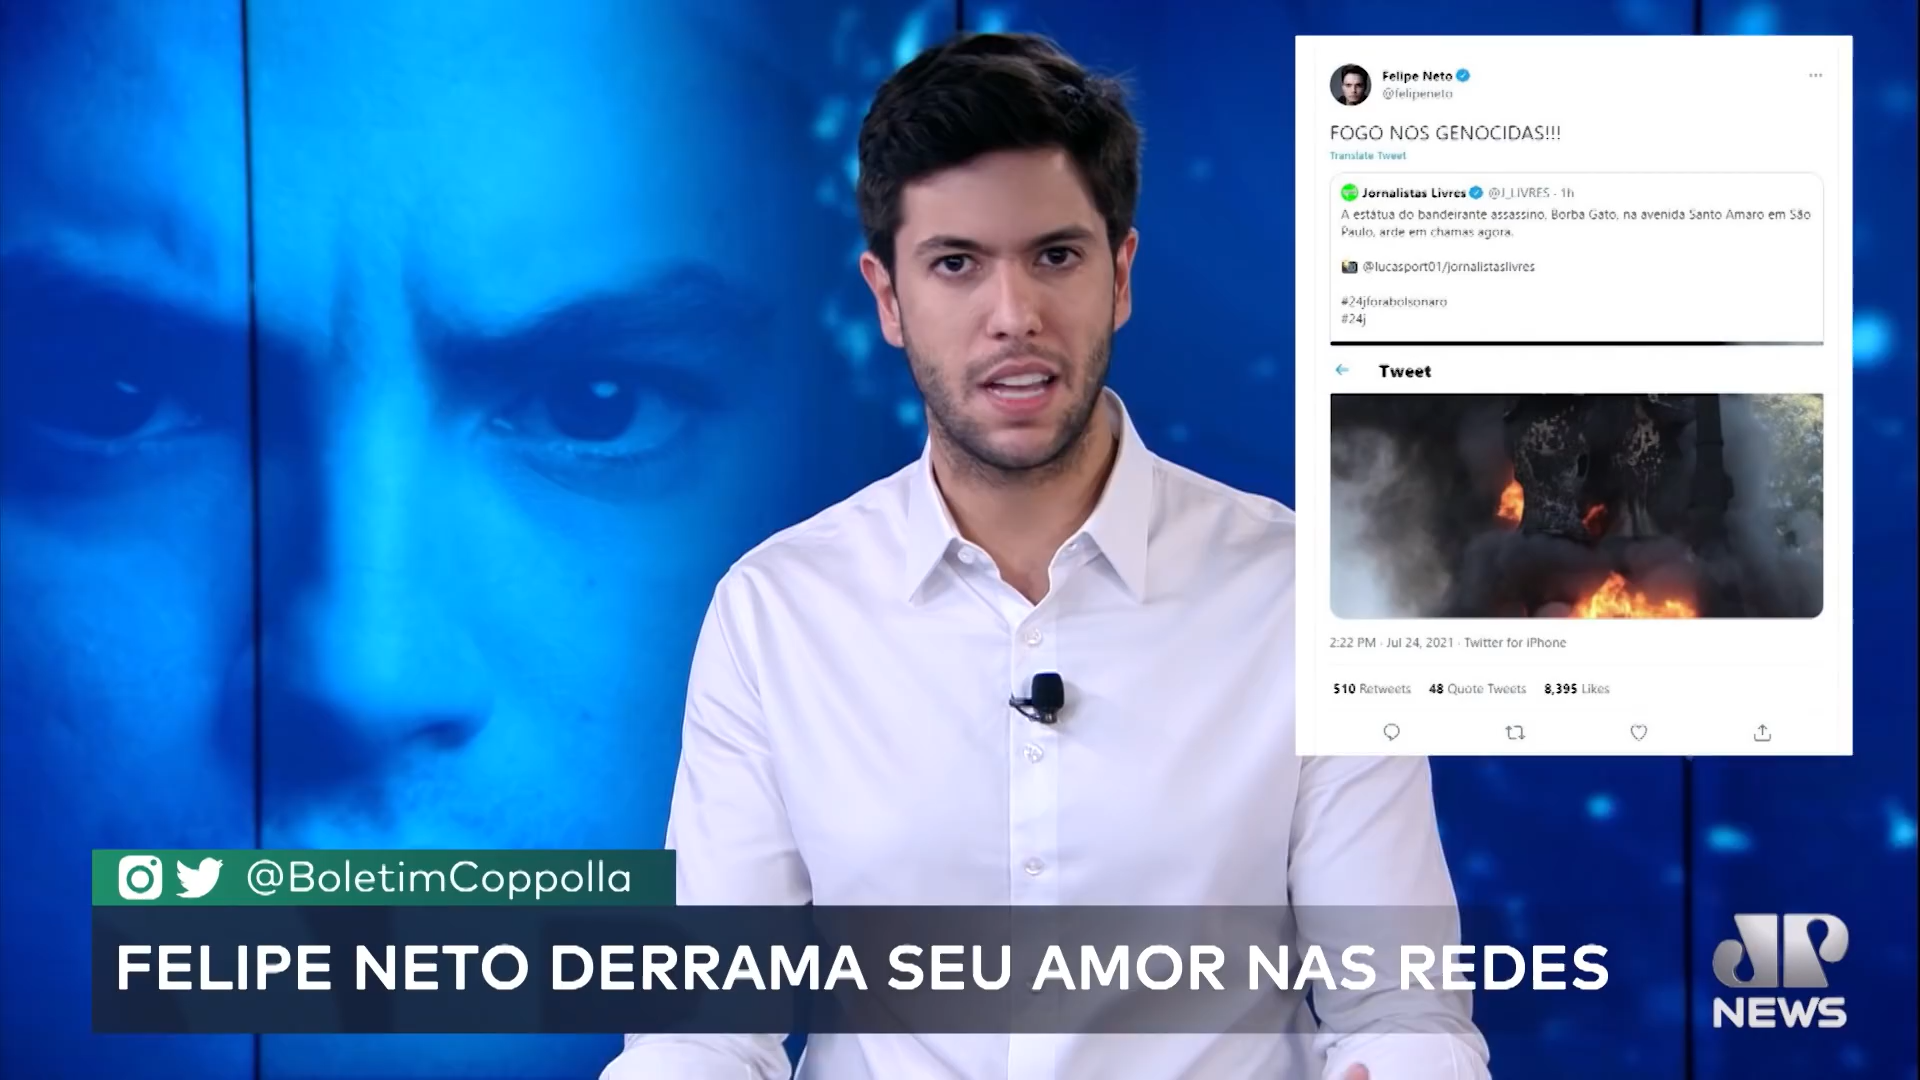 Felipe Neto
@felipeneto
FOGO NOS GENOCIDAS!!!
Translate Tweet
Jornalistas Livres @J_LIVRES · 1h
A estátua do bandeirante assassino, Borba Gato, na avenida Santo Amaro em São
Paulo, arde em chamas agora.
@lucasport01/jornalistaslivres
#24jforabolsonaro
#24j
Tweet
2:22 PM · Jul 24, 2021 · Twitter for iPhone
510 Retweets 48 Quote Tweets 8,395 Likes
@BoletimCoppolla
FELIPE NETO DERRAMA SEU AMOR NAS REDES
JP
NEWS